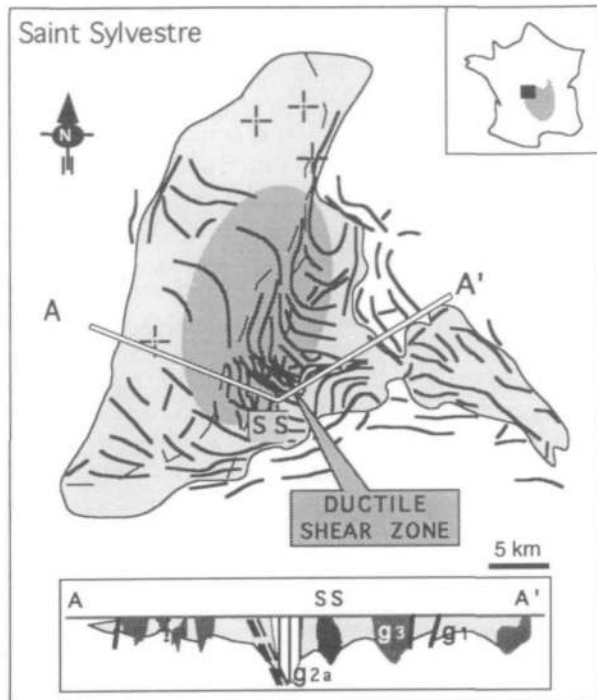 Saint Sylvestre
N
A
A'
S S
DUCTILE
SHEAR ZONE
5 km
A SS A'
g3 g1
g2a